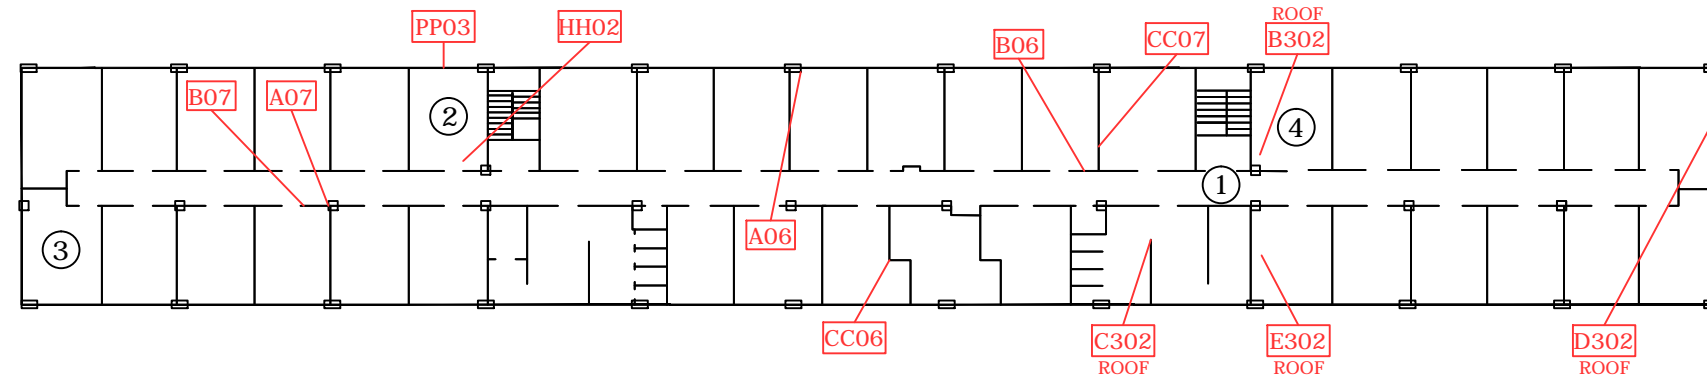 ROOF
PP03
HH02
B06
CC07
B302
B07
A07
2
4
1
A06
3
CC06
C302
ROOF
E302
ROOF
D302
ROOF